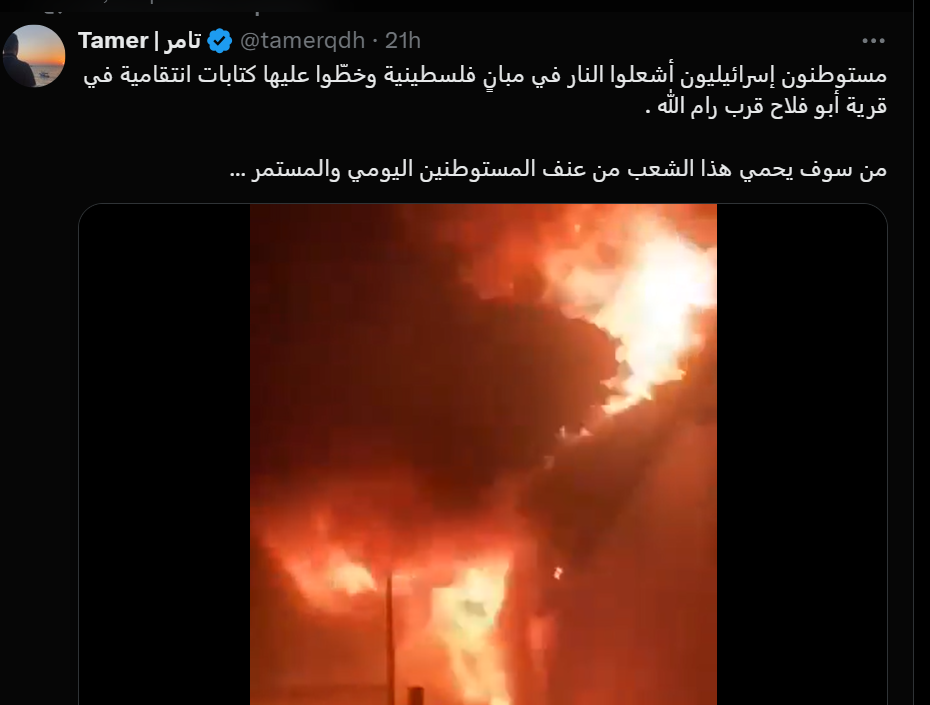 Tamer | تامر @tamerqdh · 21h
مستوطنون إسرائيليون أشعلوا النار في مبانٍ فلسطينية وخطّوا عليها كتابات انتقامية في
قرية أبو فلاح قرب رام الله .
من سوف يحمي هذا الشعب من عنف المستوطنين اليومي والمستمر ...